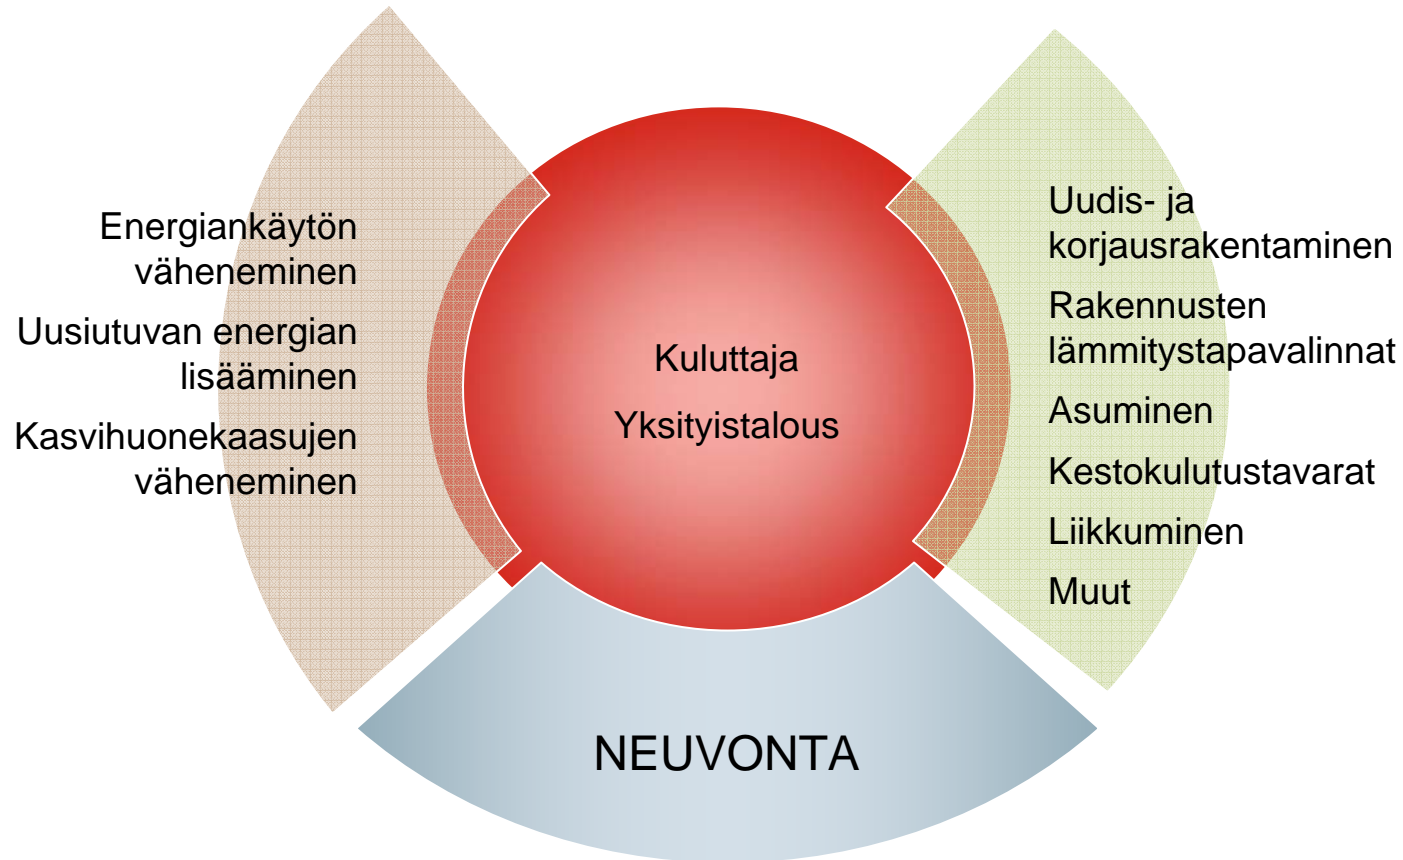 Energiankäytön
väheneminen
Uusiutuvan energian
lisääminen
Kasvihuonekaasujen
väheneminen
Kuluttaja
Yksityistalous
Uudis- ja
korjausrakentaminen
Rakennusten
lämmitystapavalinnat
Asuminen
Kestokulutustavarat
Liikkuminen
Muut
NEUVONTA